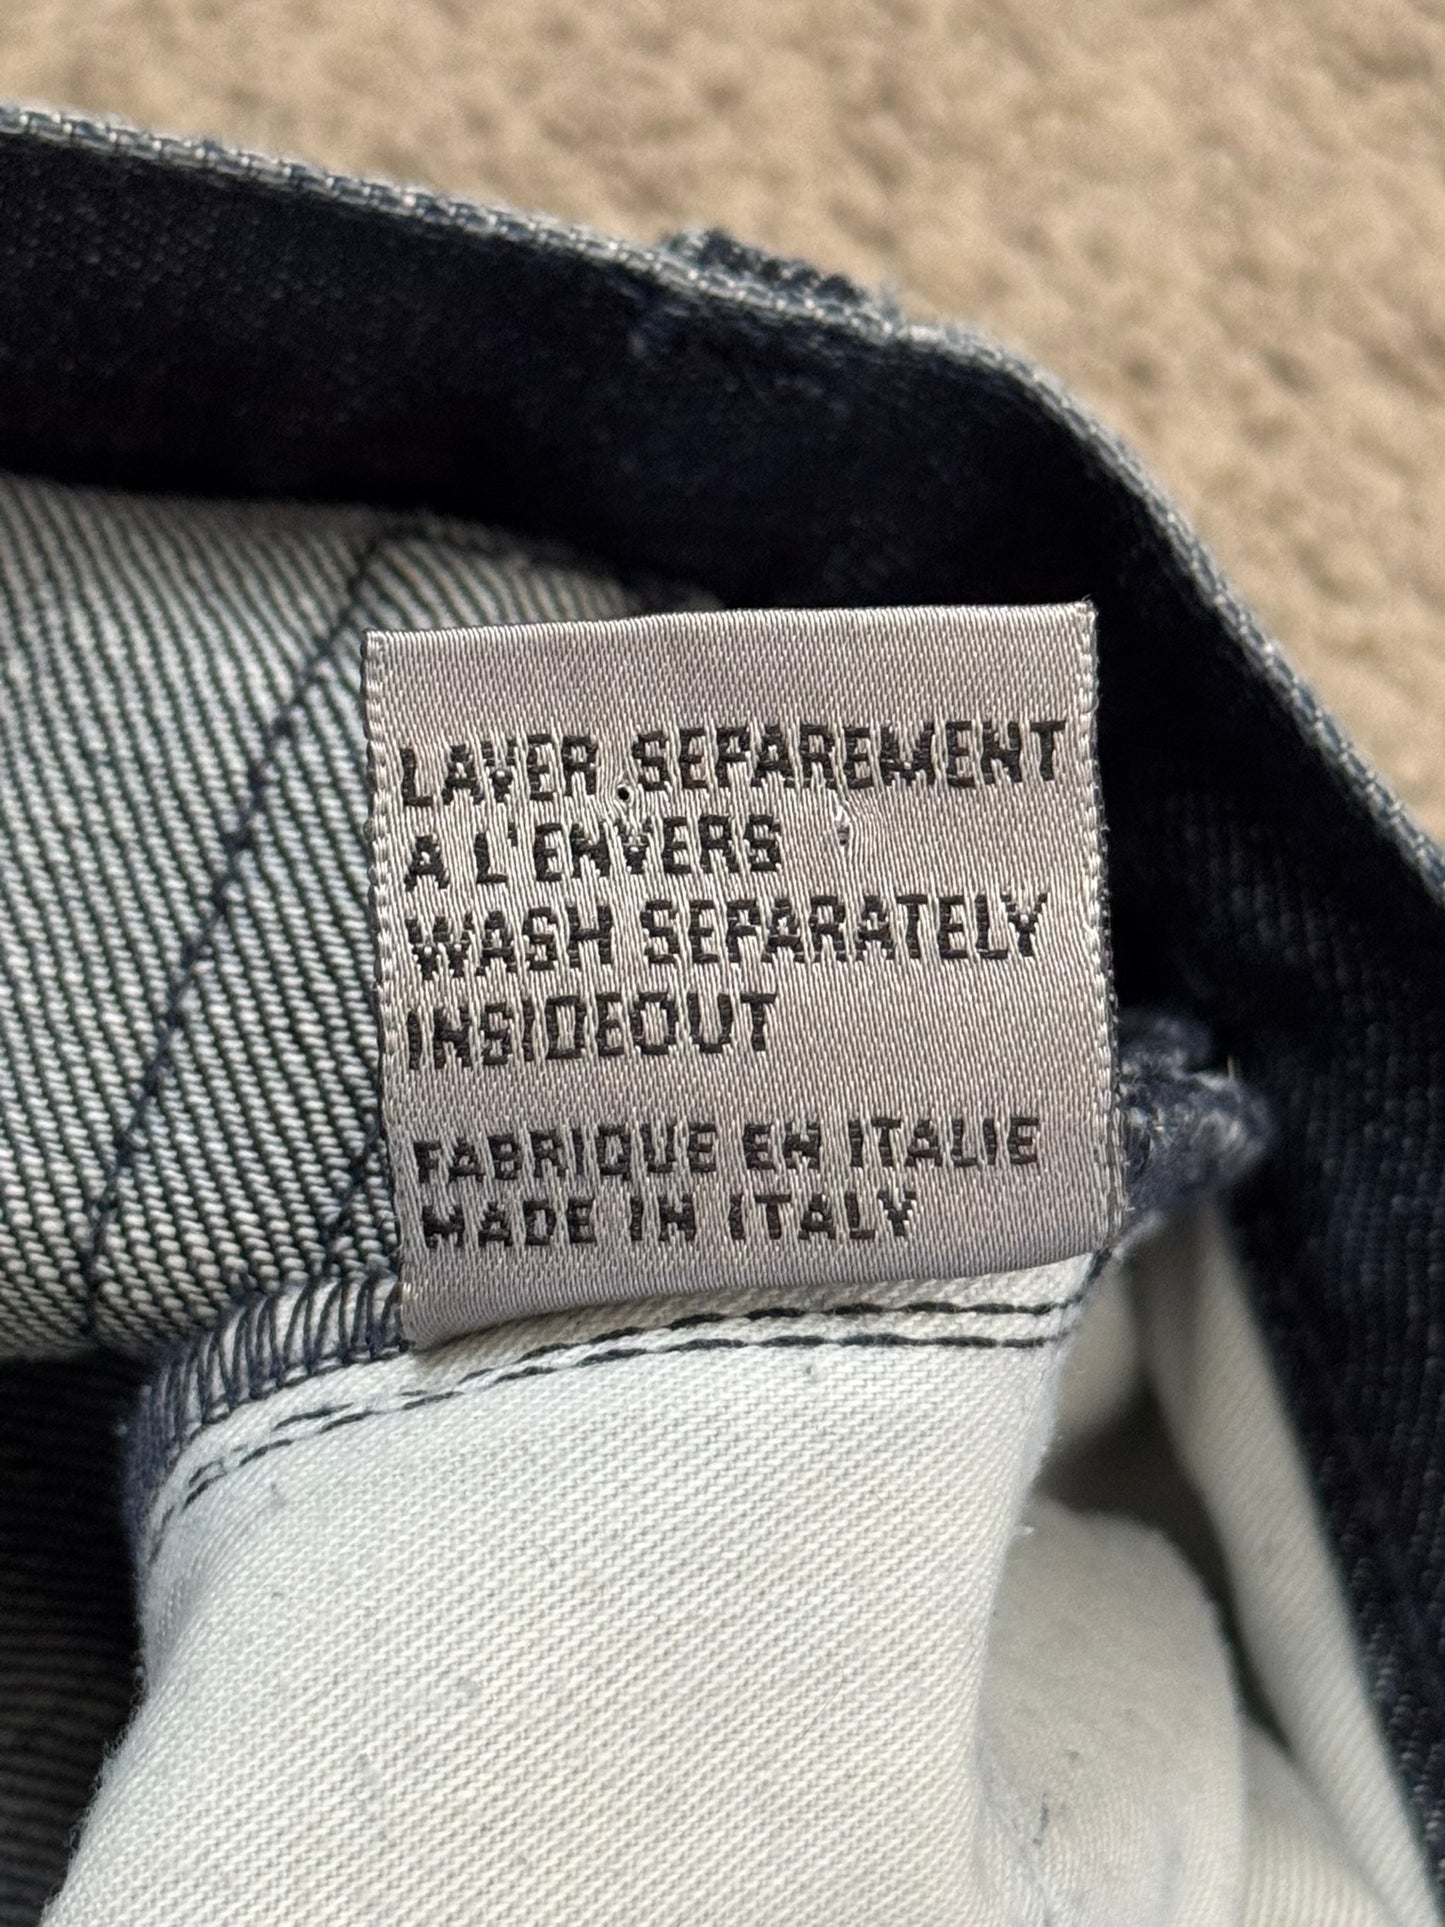 LAVER SEPAREMENT
A L'ENVERS
WASH SEPARATELY
INSIDEOUT
FABRIQUE EN ITALIE
MADE IN ITALY